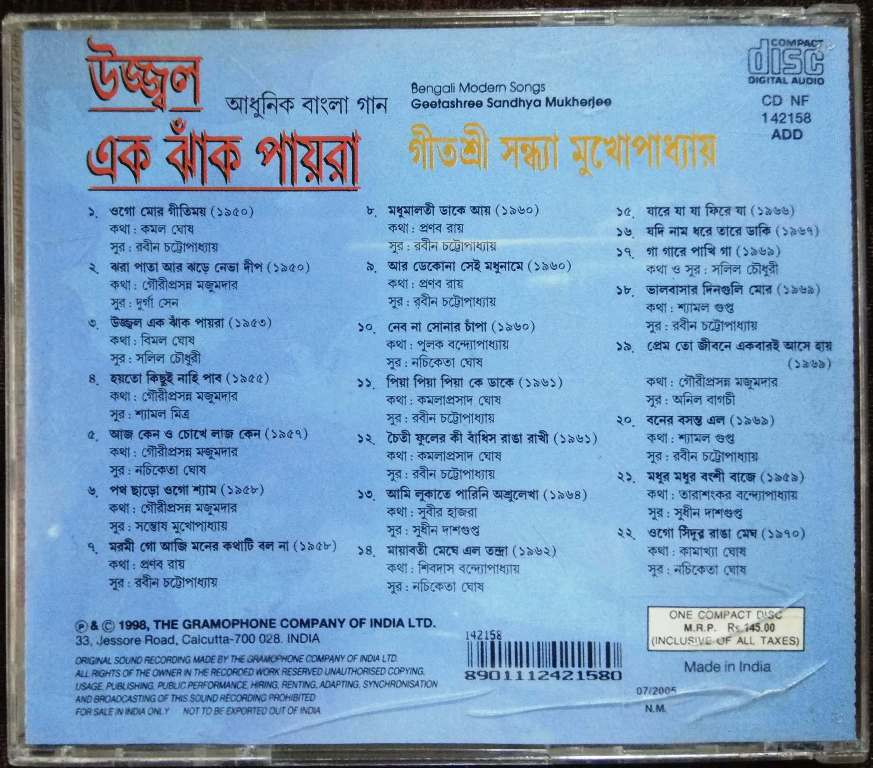 উজ্জ্বল
এক ঝাঁক পায়রা
আধুনিক বাংলা গান
Bengali Modern Songs
Geetashree Sandhya Mukherjee
গীতশ্রী সন্ধ্যা মুখোপাধ্যায়
COMPACT
disc
DIGITAL AUDIO
CD NF
142158
ADD
১. ওগো মোর গীতিময় (১৯৫০)
কথা : কমল ঘোষ
সুর : রবীন চট্টোপাধ্যায়
২. ঝরা পাতা আর ঝড়ে নেভা দীপ (১৯৫০)
কথা : গৌরীপ্রসন্ন মজুমদার
সুর : দুর্গা সেন
৩. উজ্জ্বল এক ঝাঁক পায়রা (১৯৫৩)
কথা : বিমল ঘোষ
সুর : সলিল চৌধুরী
৪. হয়তো কিছুই নাহি পাব (১৯৫৫)
কথা : গৌরীপ্রসন্ন মজুমদার
সুর : শ্যামল মিত্র
৫. আজ কেন ও চোখে লাজ কেন (১৯৫৭)
কথা : গৌরীপ্রসন্ন মজুমদার
সুর : নচিকেতা ঘোষ
৬. পথ ছাড়ো ওগো শ্যাম (১৯৫৮)
কথা : গৌরীপ্রসন্ন মজুমদার
সুর : সন্তোষ মুখোপাধ্যায়
৭. মরমী গো আজি মনের কথাটি বল না (১৯৫৮)
কথা : প্রণব রায়
সুর : রবীন চট্টোপাধ্যায়
৮. মধুমালতী ডাকে আয় (১৯৬০)
কথা : প্রণব রায়
সুর : রবীন চট্টোপাধ্যায়
৯. আর ডেকোনা সেই মধুনামে (১৯৬০)
কথা : প্রণব রায়
সুর : রবীন চট্টোপাধ্যায়
১০. নেব না সোনার চাঁপা (১৯৬০)
কথা : পুলক বন্দ্যোপাধ্যায়
সুর : নচিকেতা ঘোষ
১১. পিয়া পিয়া পিয়া কে ডাকে (১৯৬১)
কথা : কমলাপ্রসাদ ঘোষ
সুর : রবীন চট্টোপাধ্যায়
১২. চৈতী ফুলের কী বাঁধিস রাঙা রাখী (১৯৬১)
কথা : কমলাপ্রসাদ ঘোষ
সুর : রবীন চট্টোপাধ্যায়
১৩. আমি লুকাতে পারিনি অশ্রুলেখা (১৯৬৪)
কথা : সুবীর হাজরা
সুর : সুধীন দাশগুপ্ত
১৪. মায়াবতী মেঘে এল তন্দ্রা (১৯৬২)
কথা : শিবদাস বন্দ্যোপাধ্যায়
সুর : নচিকেতা ঘোষ
১৫. যারে যা যা ফিরে যা (১৯৬৬)
১৬. যদি নাম ধরে তারে ডাকি (১৯৬৭)
১৭. গা গারে পাখি গা (১৯৬৯)
কথা ও সুর : সলিল চৌধুরী
১৮. ভালবাসার দিনগুলি মোর (১৯৬৯)
কথা : শ্যামল গুপ্ত
সুর : রবীন চট্টোপাধ্যায়
১৯. প্রেম তো জীবনে একবারই আসে হায়
(১৯৬৯)
কথা : গৌরীপ্রসন্ন মজুমদার
সুর : অনিল বাগচী
২০. বনের বসন্ত এল (১৯৬৯)
কথা : শ্যামল গুপ্ত
সুর : রবীন চট্টোপাধ্যায়
২১. মধুর মধুর বংশী বাজে (১৯৫৯)
কথা : তারাশংকর বন্দ্যোপাধ্যায়
সুর : সুধীন দাশগুপ্ত
২২. ওগো সিঁদুর রাঙা মেঘ (১৯৭০)
কথা : কামাখ্যা ঘোষ
সুর : নচিকেতা ঘোষ
℗ & © 1998, THE GRAMOPHONE COMPANY OF INDIA LTD.
33, Jessore Road, Calcutta-700 028. INDIA
ORIGINAL SOUND RECORDING MADE BY THE GRAMOPHONE COMPANY OF INDIA LTD.
ALL RIGHTS OF THE OWNER IN THE RECORDED WORK RESERVED UNAUTHORISED COPYING,
USAGE, PUBLISHING, PUBLIC PERFORMANCE, HIRING, RENTING, ADAPTING, SYNCHRONISATION
AND BROADCASTING OF THIS SOUND RECORDING PROHIBITED
FOR SALE IN INDIA ONLY NOT TO BE EXPORTED OUT OF INDIA
142158
8901112421580
ONE COMPACT DISC
M.R.P. Rs.145.00
(INCLUSIVE OF ALL TAXES)
Made in India
07/2005
N.M.